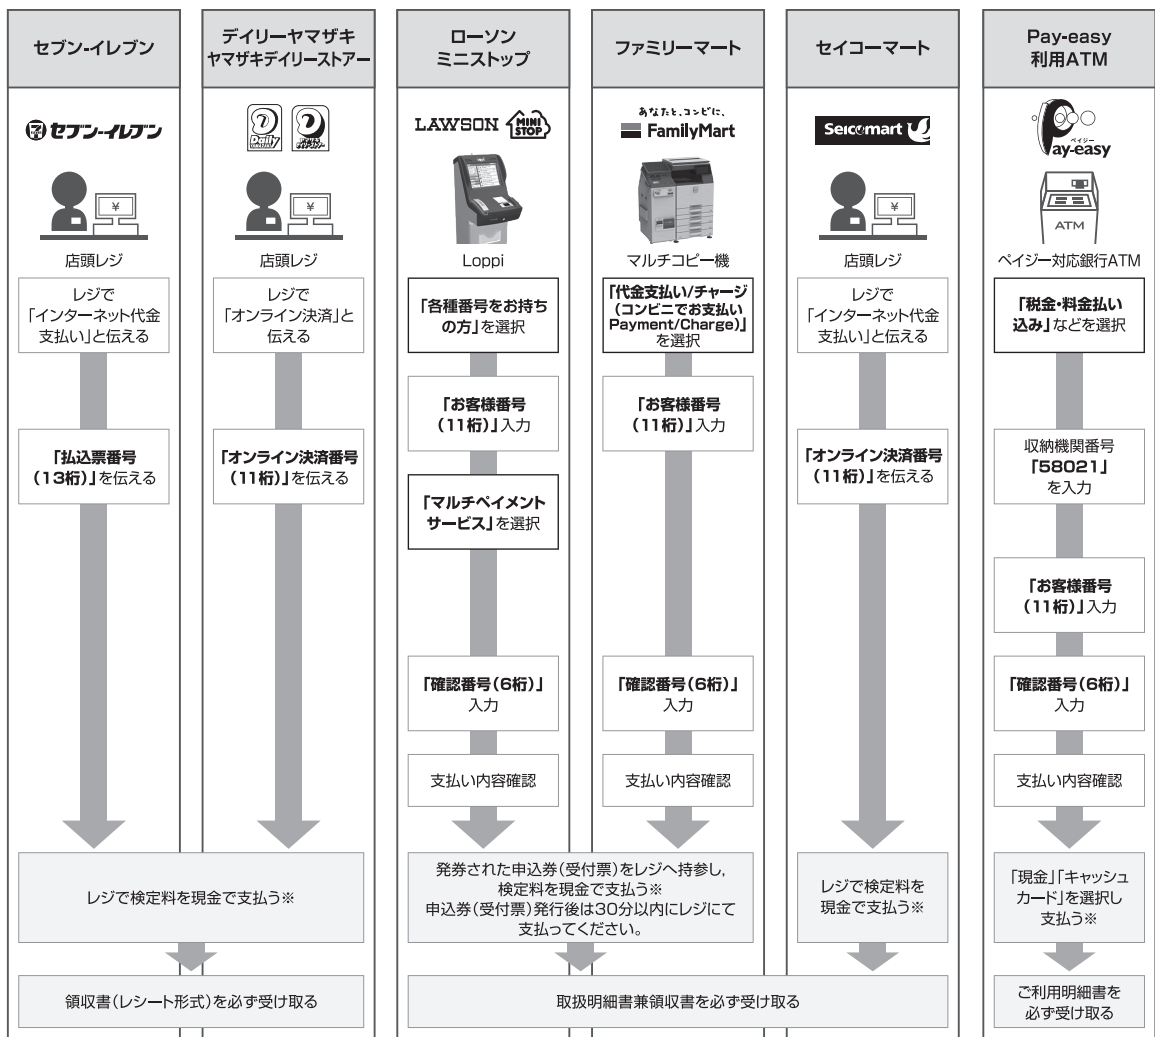 セブン-イレブン
デイリーヤマザキ
ヤマザキデイリーストアー
ローソン
ミニストップ
ファミリーマート
セイコーマート
Pay-easy
利用ATM
セブン-イレブン
Daily
LAWSON
MINI
STOP
あなたと、コンビに、
FamilyMart
Seicomart
ペイジー
Pay-easy
¥
¥
¥
ATM
店頭レジ
店頭レジ
Loppi
マルチコピー機
店頭レジ
ペイジー対応銀行ATM
レジで
「インターネット代金
支払い」と伝える
レジで
「オンライン決済」と
伝える
「各種番号をお持ち
の方」を選択
「代金支払い/チャージ
(コンビニでお支払い
Payment/Charge)」
を選択
レジで
「インターネット代金
支払い」と伝える
「税金・料金払い
込み」などを選択
「お客様番号
(11桁)」入力
「お客様番号
(11桁)」入力
「払込票番号
(13桁)」を伝える
「オンライン決済番号
(11桁)」を伝える
「マルチペイメント
サービス」を選択
「オンライン決済番号
(11桁)」を伝える
収納機関番号
「58021」
を入力
「お客様番号
(11桁)」入力
「確認番号(6桁)」
入力
「確認番号(6桁)」
入力
「確認番号(6桁)」
入力
支払い内容確認
支払い内容確認
支払い内容確認
レジで検定料を現金で支払う※
発券された申込券(受付票)をレジへ持参し,
検定料を現金で支払う※
申込券(受付票)発行後は30分以内にレジにて
支払ってください。
レジで検定料を
現金で支払う※
「現金」「キャッシュ
カード」を選択し
支払う※
領収書(レシート形式)を必ず受け取る
取扱明細書兼領収書を必ず受け取る
ご利用明細書を
必ず受け取る